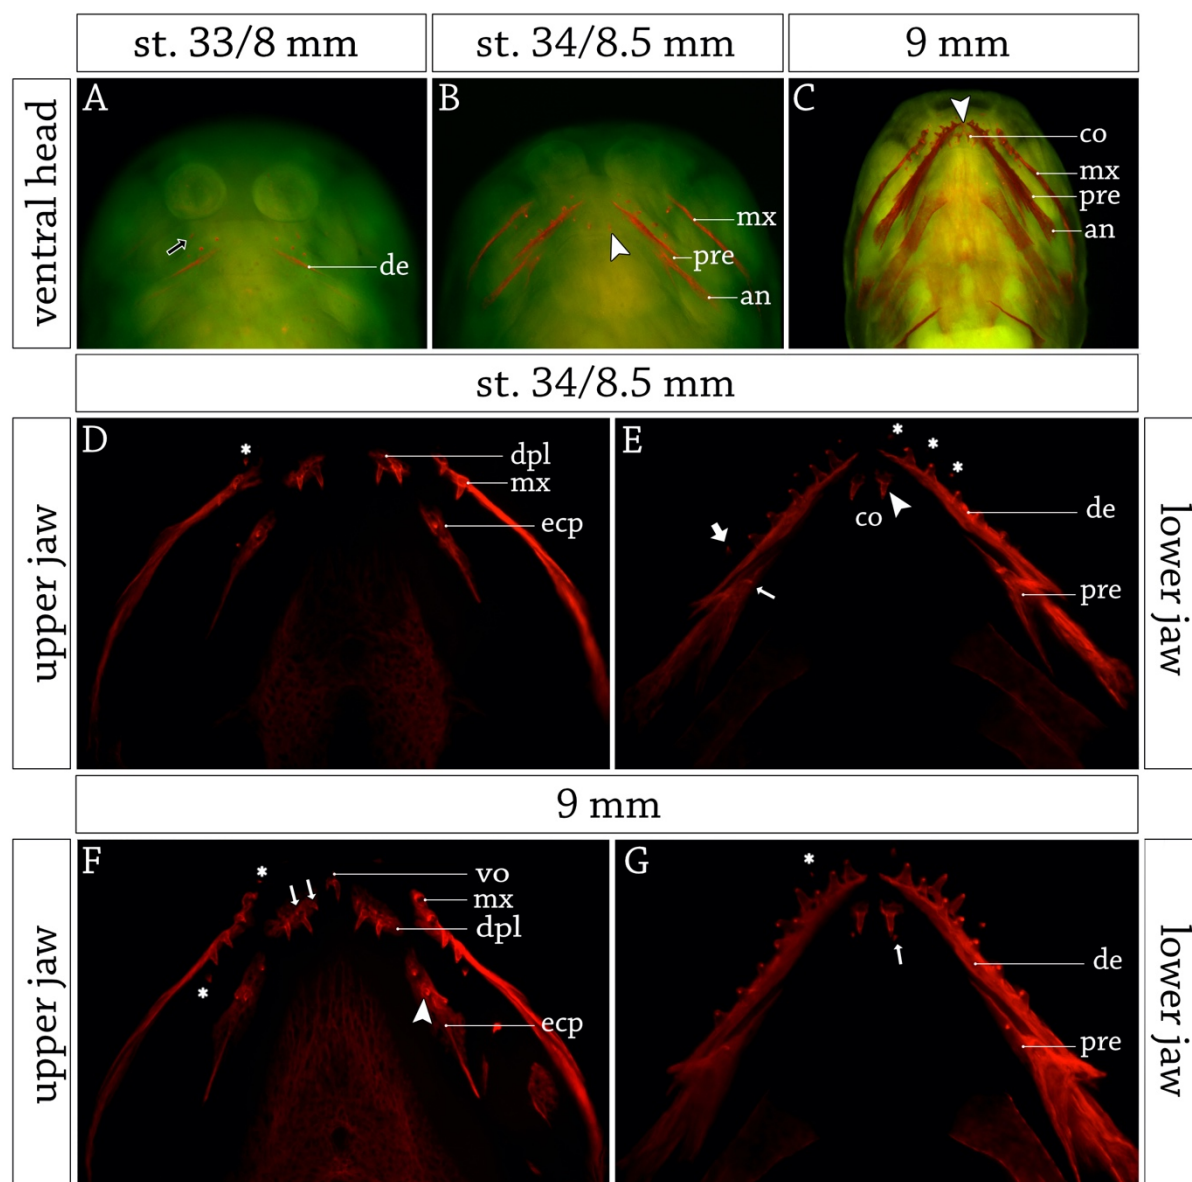 st. 33/8 mm
st. 34/8.5 mm
9 mm
ventral head
A
de
B
mx
pre
an
C
co
mx
pre
an
st. 34/8.5 mm
upper jaw
D
*
dpl
mx
ecp
E
*
*
*
co
de
pre
lower jaw
9 mm
upper jaw
F
*
*
vo
mx
dpl
ecp
G
*
de
pre
lower jaw